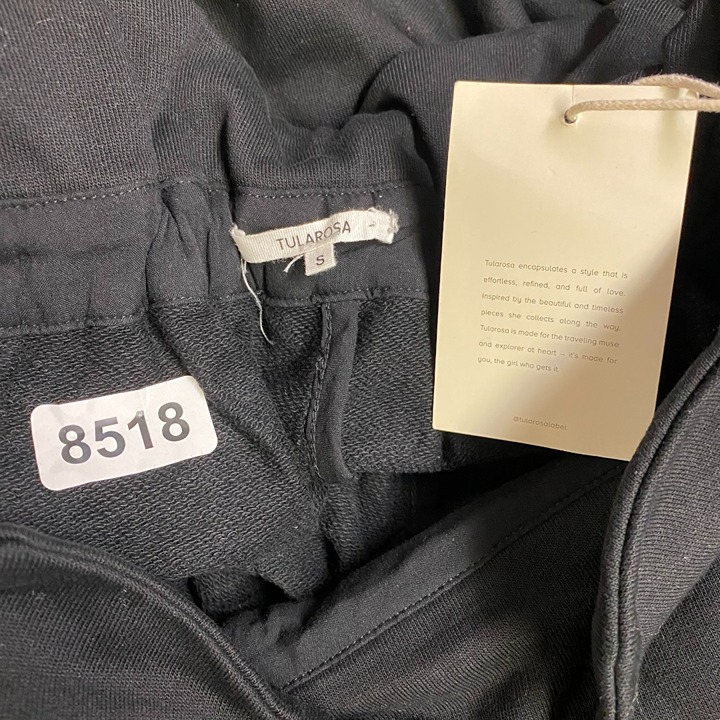 TULAROSA
S
8518
Tularosa encapsulates a style that is
effortless, refined, and full of love.
Inspired by the beautiful and timeless
pieces she collects along the way,
Tularosa is made for the traveling muse
and explorer at heart – it's made for
you, the girl who gets it.
@tularosalabel